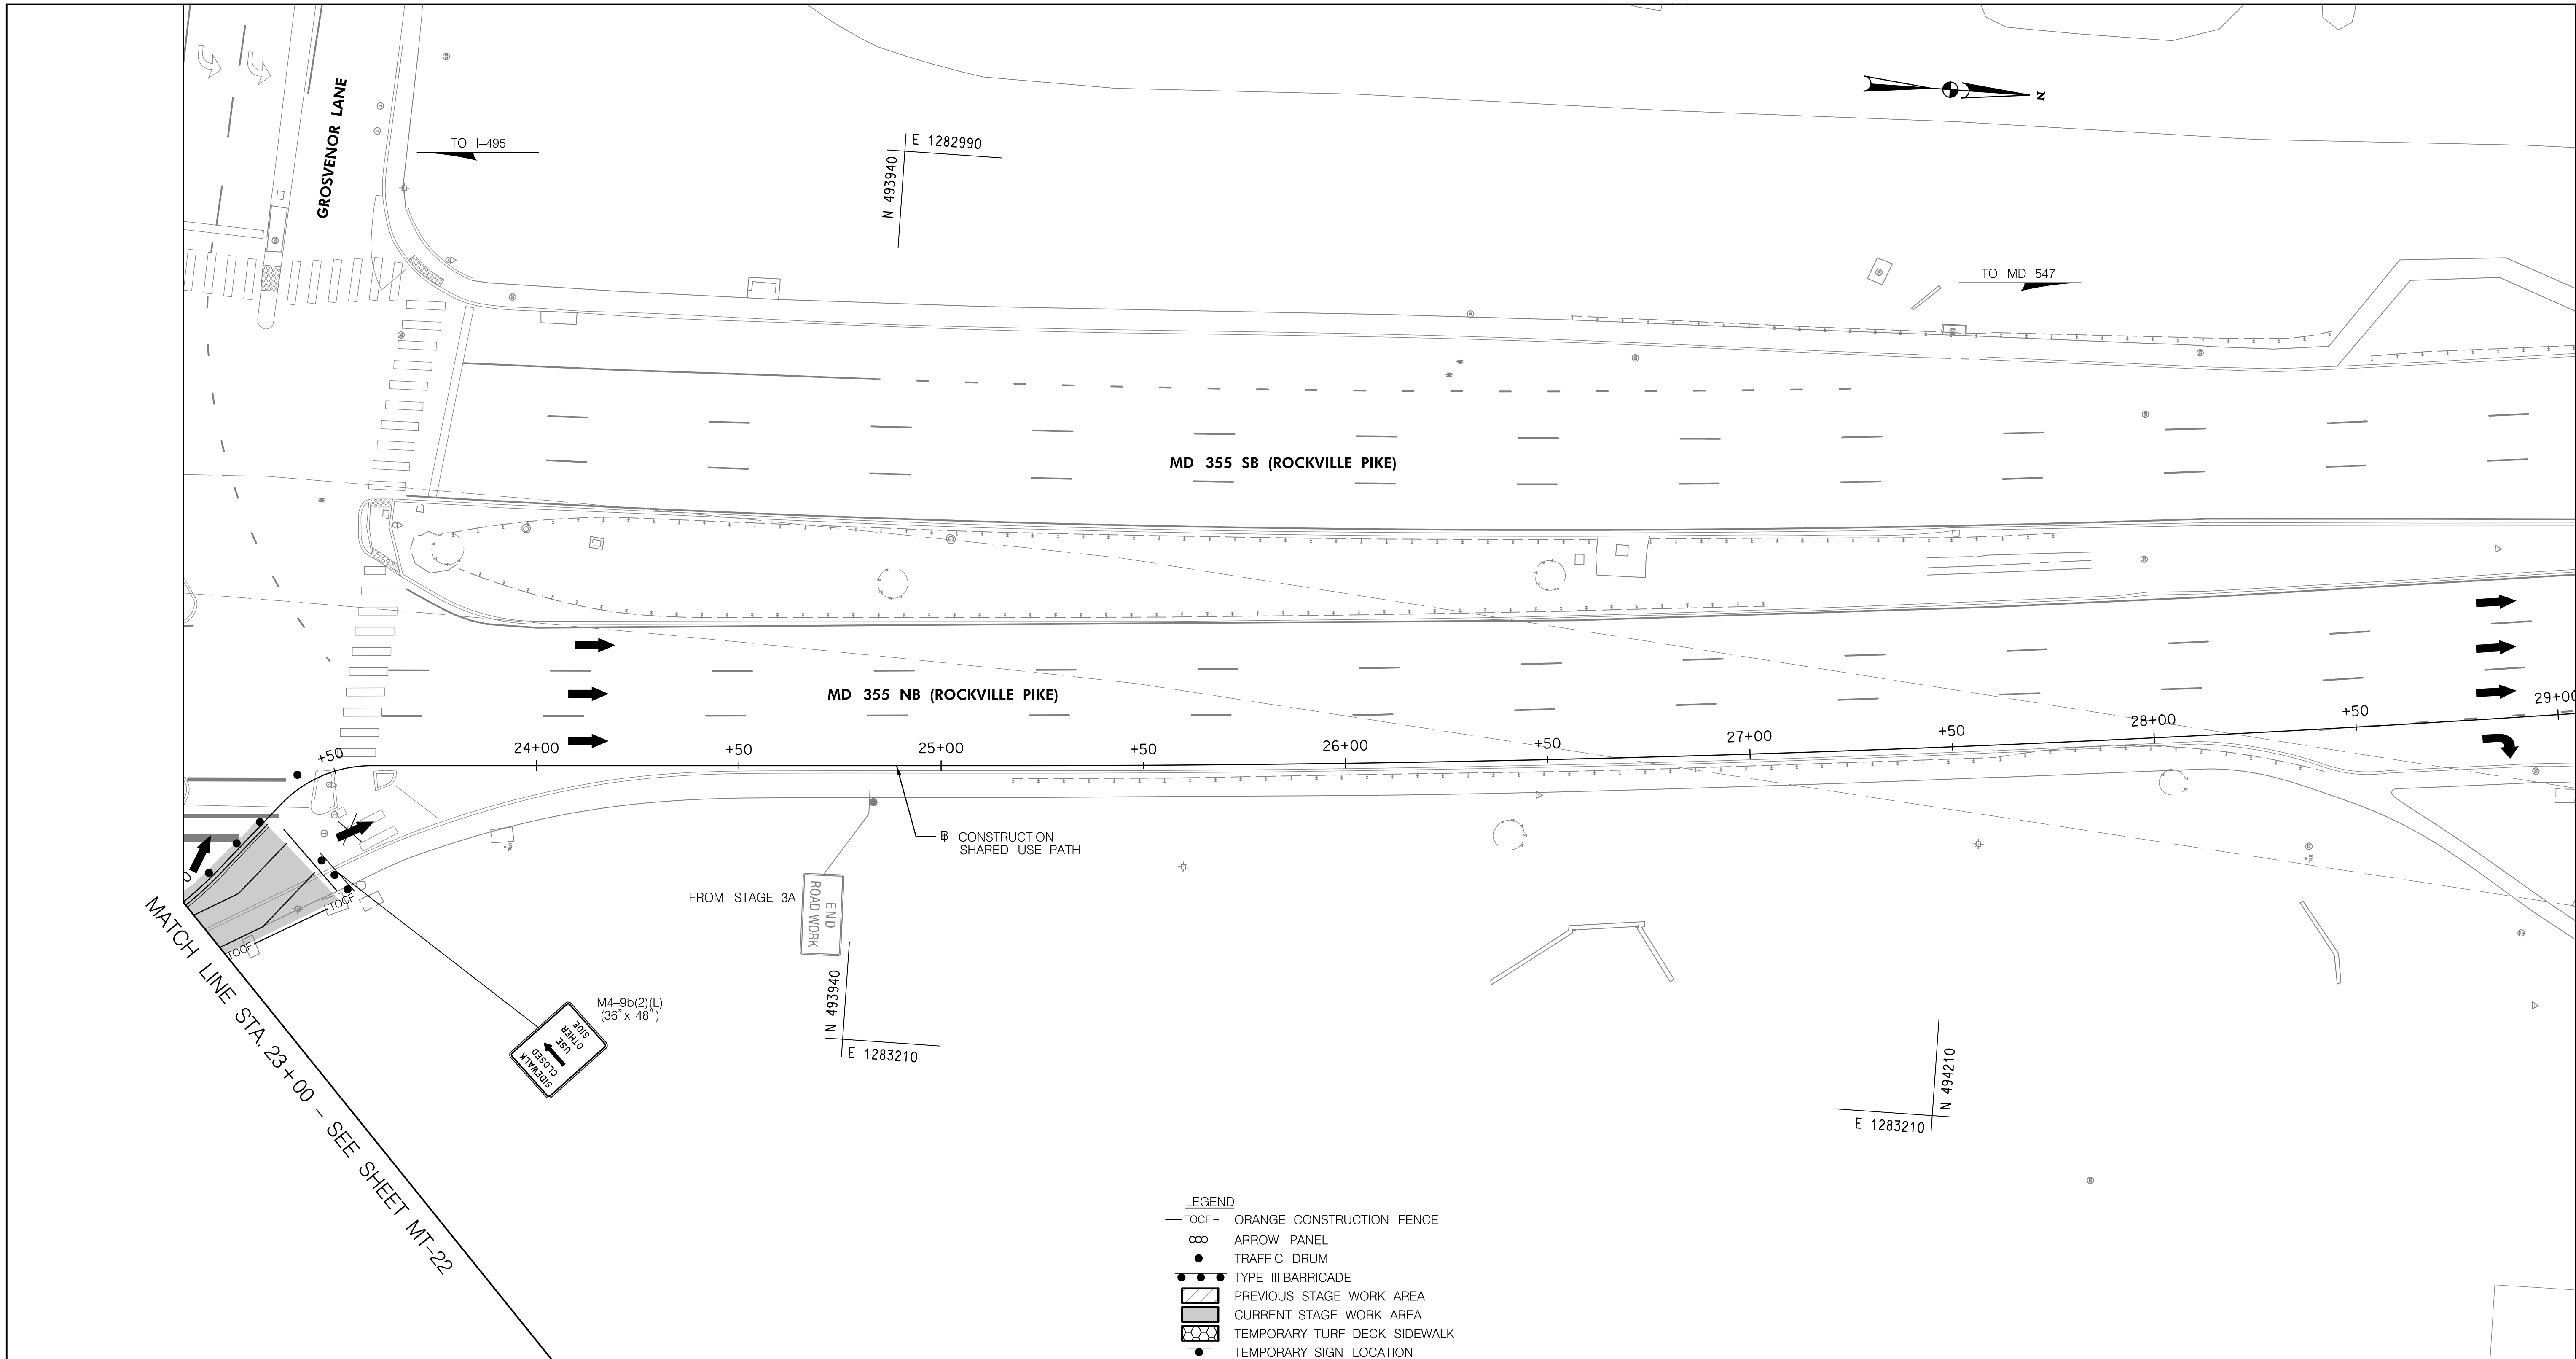 GROSVENOR LANE
TO I-495
E 1282990
N 493940
N
TO MD 547
MD 355 SB (ROCKVILLE PIKE)
MD 355 NB (ROCKVILLE PIKE)
+50
24+00
+50
25+00
+50
26+00
+50
27+00
+50
28+00
+50
29+00
CONSTRUCTION
SHARED USE PATH
FROM STAGE 3A
END
ROAD WORK
TOCF
TOCF
MATCH LINE STA. 23+00 - SEE SHEET MT-22
M4-9b(2)(L)
(36" x 48")
SIDEWALK
CLOSED
USE
OTHER
SIDE
N 493940
E 1283210
N 494210
E 1283210
LEGEND
TOCF ORANGE CONSTRUCTION FENCE
ARROW PANEL
TRAFFIC DRUM
TYPE III BARRICADE
PREVIOUS STAGE WORK AREA
CURRENT STAGE WORK AREA
TEMPORARY TURF DECK SIDEWALK
TEMPORARY SIGN LOCATION